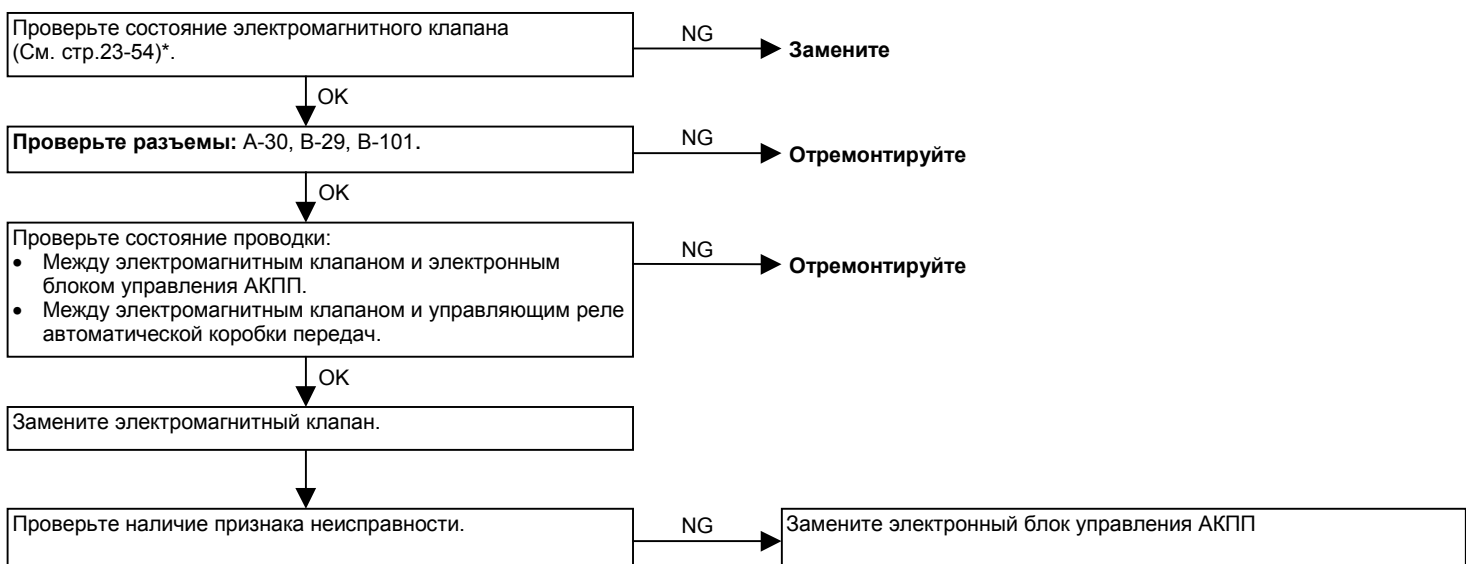 Проверьте состояние электромагнитного клапана
(См. стр.23-54)*.
NG
Замените
OK
Проверьте разъемы: А-30, В-29, В-101.
NG
Отремонтируйте
OK
Проверьте состояние проводки:
• Между электромагнитным клапаном и электронным
блоком управления АКПП.
• Между электромагнитным клапаном и управляющим реле
автоматической коробки передач.
NG
Отремонтируйте
OK
Замените электромагнитный клапан.
Проверьте наличие признака неисправности.
NG
Замените электронный блок управления АКПП